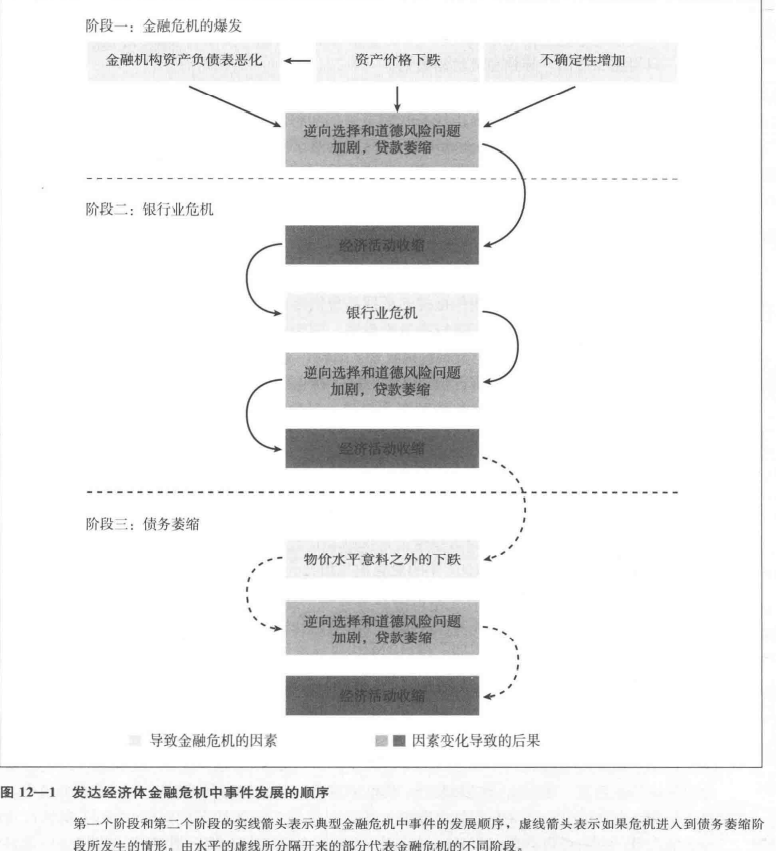 阶段一：金融危机的爆发
金融机构资产负债表恶化
资产价格下跌
不确定性增加
逆向选择和道德风险问题
加剧，贷款萎缩
阶段二：银行业危机
经济活动收缩
银行业危机
逆向选择和道德风险问题
加剧，贷款萎缩
经济活动收缩
阶段三：债务萎缩
物价水平意料之外的下跌
逆向选择和道德风险问题
加剧，贷款萎缩
经济活动收缩
导致金融危机的因素
因素变化导致的后果
图 12—1 发达经济体金融危机中事件发展的顺序
第一个阶段和第二个阶段的实线箭头表示典型金融危机中事件的发展顺序，虚线箭头表示如果危机进入到债务萎缩阶
段所发生的情形。由水平的虚线所分隔开来的部分代表金融危机的不同阶段。